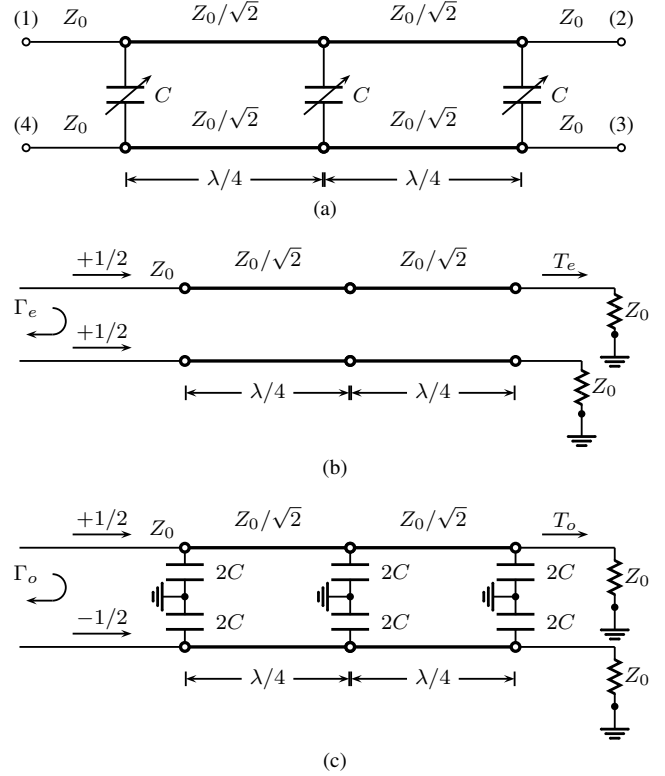 (1) Z₀ Z₀/√2 Z₀/√2 Z₀ (2)
C C C
(4) Z₀ Z₀/√2 Z₀/√2 Z₀ (3)
λ/4 λ/4
(a)
+1/2 Z₀ Z₀/√2 Z₀/√2 Tₑ
Γₑ Z₀
+1/2
λ/4 λ/4 Z₀
(b)
+1/2 Z₀ Z₀/√2 Z₀/√2 Tₒ
2C 2C 2C
Γₒ Z₀
−1/2 2C 2C 2C
λ/4 λ/4 Z₀
(c)